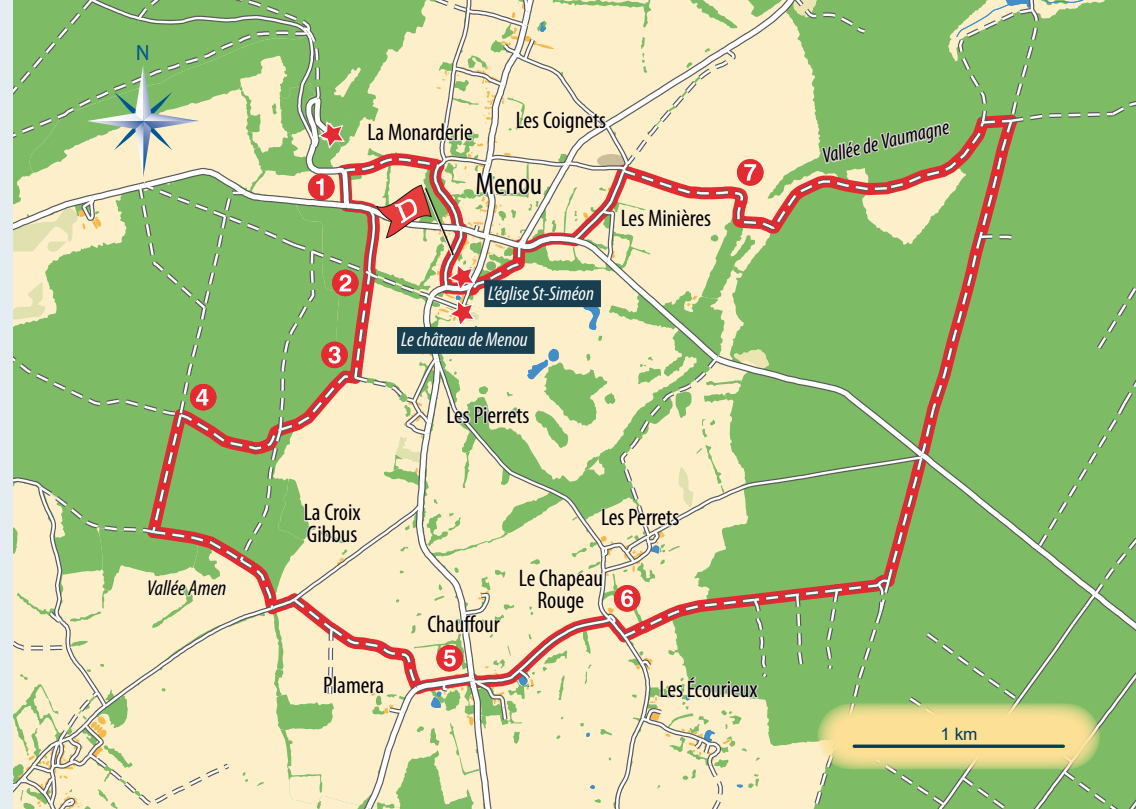 N
La Monarderie
Les Coignets
Vallée de Vaumagne
1
Menou
7
D
Les Minières
2
L'église St-Siméon
Le château de Menou
3
4
Les Pierrets
La Croix
Gibbus
Les Perrets
Vallée Amen
Le Chapeau
Rouge
6
Chauffour
5
Plamera
Les Écourieux
1 km